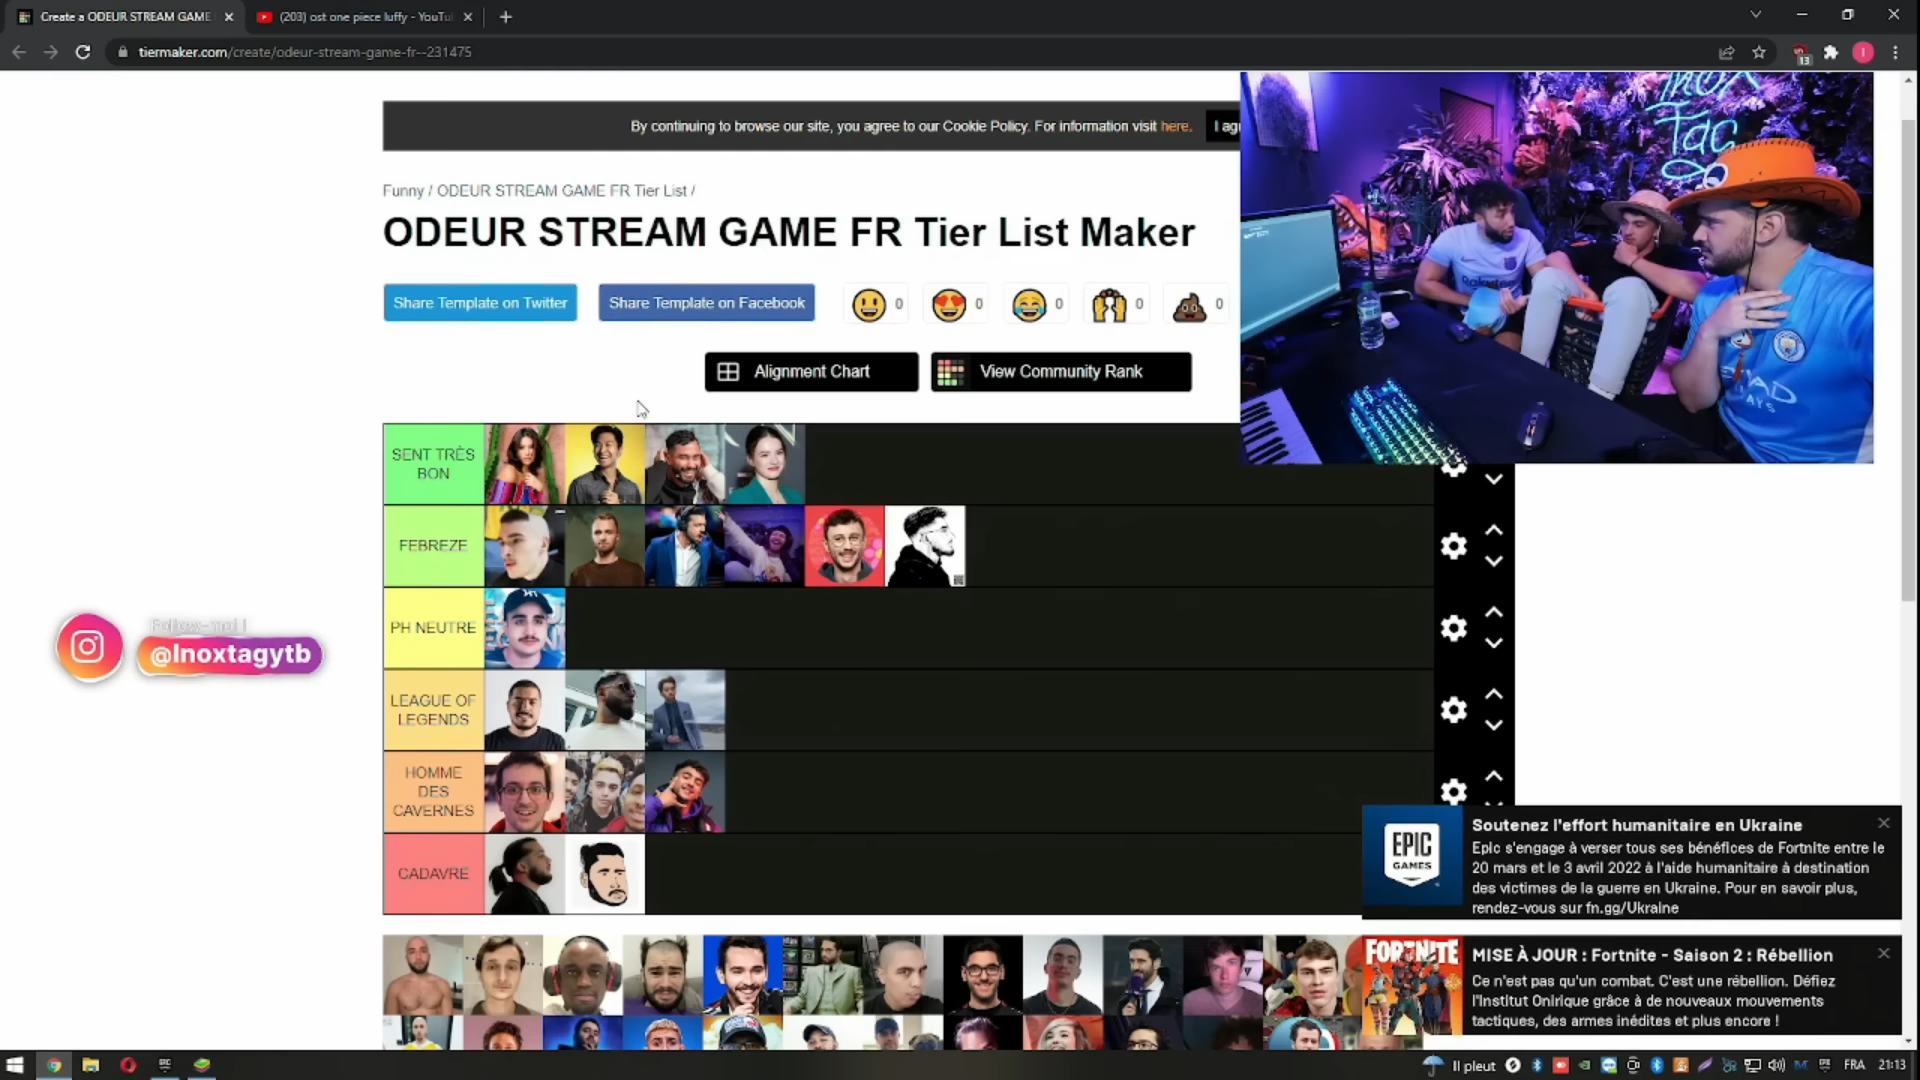 Create a ODEUR STREAM GAME
(203) ost one piece luffy - YouTu
tiermaker.com/create/odeur-stream-game-fr--231475
13
I
By continuing to browse our site, you agree to our Cookie Policy. For information visit here.
I ag
Funny / ODEUR STREAM GAME FR Tier List /
ODEUR STREAM GAME FR Tier List Maker
Share Template on Twitter
Share Template on Facebook
0
0
0
0
0
Alignment Chart
View Community Rank
InoX
Tag
SENT TRÈS
BON
FEBREZE
PH NEUTRE
LEAGUE OF
LEGENDS
HOMME
DES
CAVERNES
CADAVRE
Follow-moi !
@Inoxtagytb
EPIC
GAMES
Soutenez l'effort humanitaire en Ukraine
Epic s'engage à verser tous ses bénéfices de Fortnite entre le
20 mars et le 3 avril 2022 à l'aide humanitaire à destination
des victimes de la guerre en Ukraine. Pour en savoir plus,
rendez-vous sur fn.gg/Ukraine
FORTNITE
MISE À JOUR : Fortnite - Saison 2 : Rébellion
Ce n'est pas qu'un combat. C'est une rébellion. Défiez
l'Institut Onirique grâce à de nouveaux mouvements
tactiques, des armes inédites et plus encore !
Il pleut
FRA
21:13